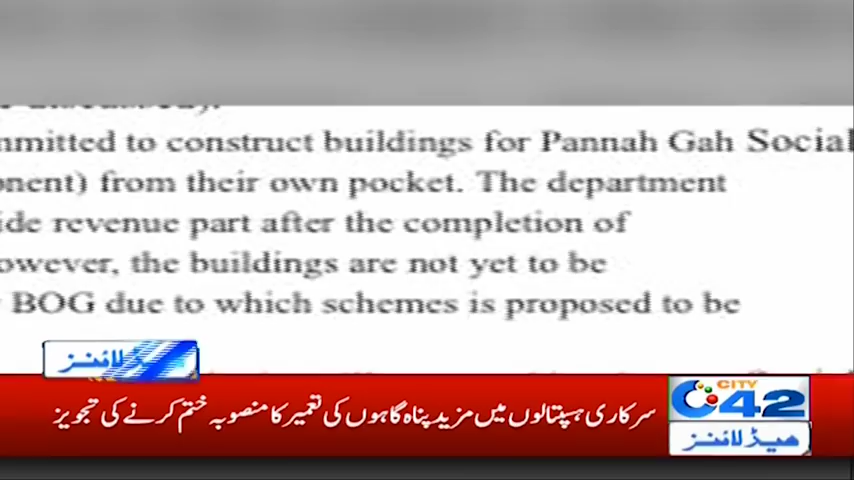 mmitted to construct buildings for Pannah Gah Social
onent) from their own pocket. The department
ide revenue part after the completion of
owever, the buildings are not yet to be
BOG due to which schemes is proposed to be
سرکاری ہسپتالوں میں مزید پناہ گاہوں کی تعمیر کا منصوبہ ختم کرنے کی تجویز
CITY
42
ھیڈ لائنز